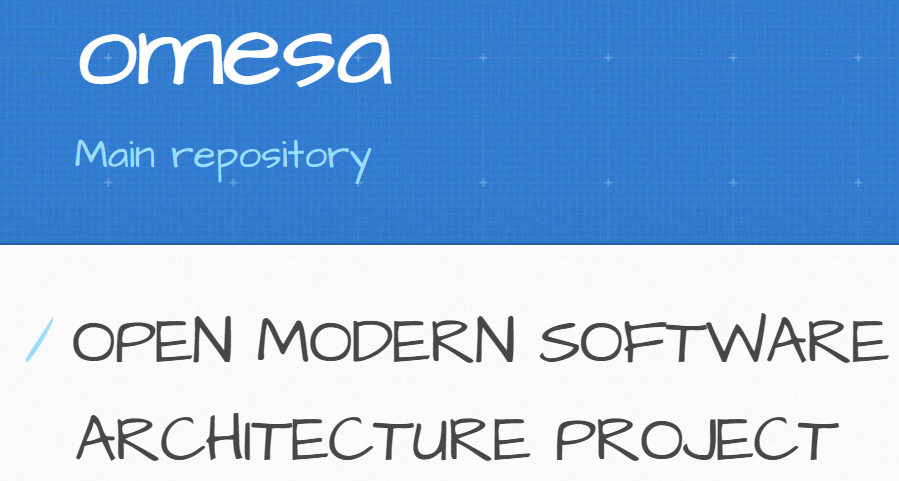 omesa
Main repository
/ OPEN MODERN SOFTWARE
ARCHITECTURE PROJECT